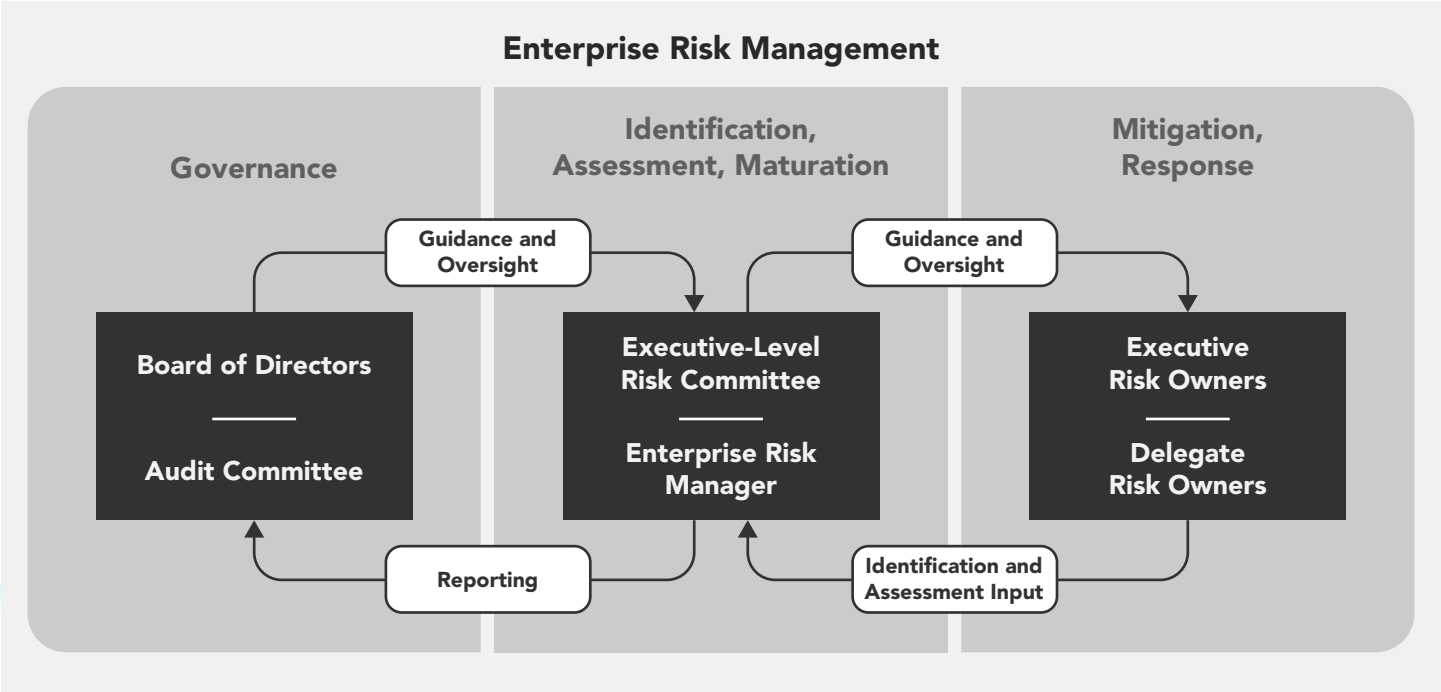 Enterprise Risk Management
Governance
Identification,
Assessment, Maturation
Mitigation,
Response
Guidance and
Oversight
Guidance and
Oversight
Board of Directors
Audit Committee
Executive-Level
Risk Committee
Enterprise Risk
Manager
Executive
Risk Owners
Delegate
Risk Owners
Reporting
Identification and
Assessment Input